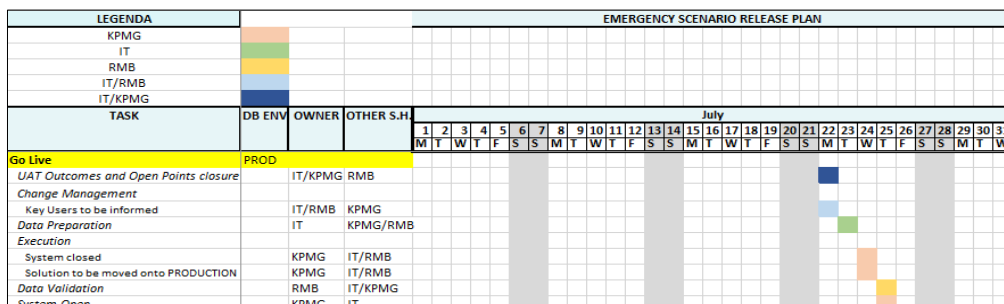 LEGENDA EMERGENCY SCENARIO RELEASE PLAN
KPMG
IT
RMB
IT/RMB
IT/KPMG
TASK DB ENV OWNER OTHER S.H. July
1 2 3 4 5 6 7 8 9 10 11 12 13 14 15 16 17 18 19 20 21 22 23 24 25 26 27 28 29 30 31
M T W T F S S M T W T F S S M T W T F S S M T W T F S S M T W
Go Live PROD
UAT Outcomes and Open Points closure IT/KPMG RMB
Change Management
Key Users to be informed IT/RMB KPMG
Data Preparation IT KPMG/RMB
Execution
System closed KPMG IT/RMB
Solution to be moved onto PRODUCTION KPMG IT/RMB
Data Validation RMB IT/KPMG
System Open KPMG IT